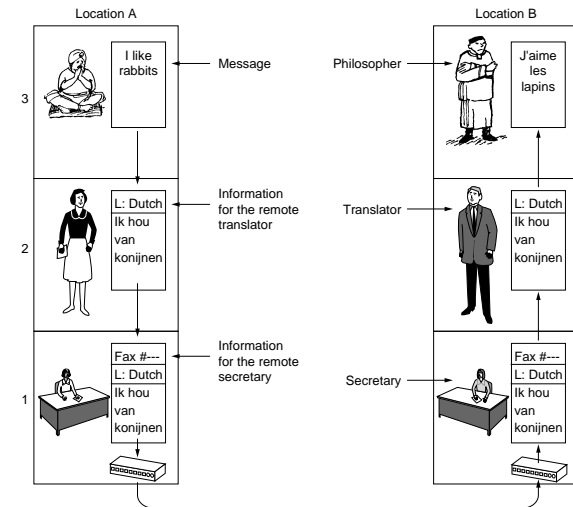 Location A
Location B
3
I like
rabbits
Message
Philosopher
J'aime
les
lapins
2
L: Dutch
Ik hou
van
konijnen
Information
for the remote
translator
Translator
L: Dutch
Ik hou
van
konijnen
1
Fax #---
L: Dutch
Ik hou
van
konijnen
Information
for the remote
secretary
Secretary
Fax #---
L: Dutch
Ik hou
van
konijnen